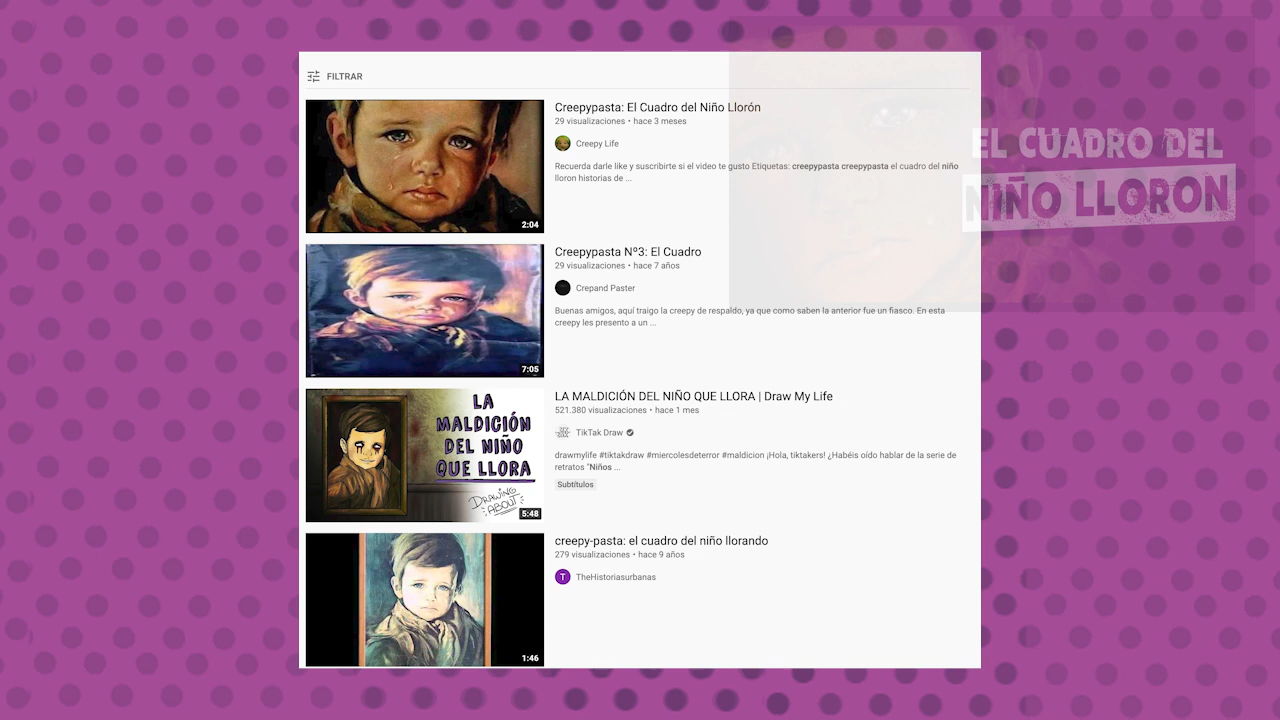 FILTRAR
Creepypasta: El Cuadro del Niño Llorón
29 visualizaciones • hace 3 meses
Creepy Life
Recuerda darle like y suscribirte si el video te gusto Etiquetas: creepypasta creepypasta el cuadro del niño
lloron historias de ...
2:04
EL CUADRO DEL
NIÑO LLORON
Creepypasta Nº3: El Cuadro
29 visualizaciones • hace 7 años
Crepand Paster
Buenas amigos, aquí traigo la creepy de respaldo, ya que como saben la anterior fue un fiasco. En esta
creepy les presento a un ...
7:05
LA
MALDICIÓN
DEL NIÑO
QUE LLORA
DRAWING
ABOUT
5:48
LA MALDICIÓN DEL NIÑO QUE LLORA | Draw My Life
521.380 visualizaciones • hace 1 mes
TikTak Draw
drawmylife #tiktakdraw #miercolesdeterror #maldicion ¡Hola, tiktakers! ¿Habéis oído hablar de la serie de
retratos "Niños ...
Subtítulos
creepy-pasta: el cuadro del niño llorando
279 visualizaciones • hace 9 años
T
TheHistoriasurbanas
1:46